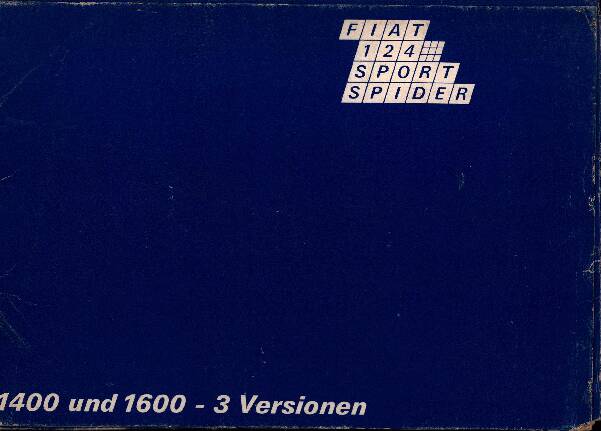 FIAT
124
SPORT
SPIDER
1400 und 1600 - 3 Versionen